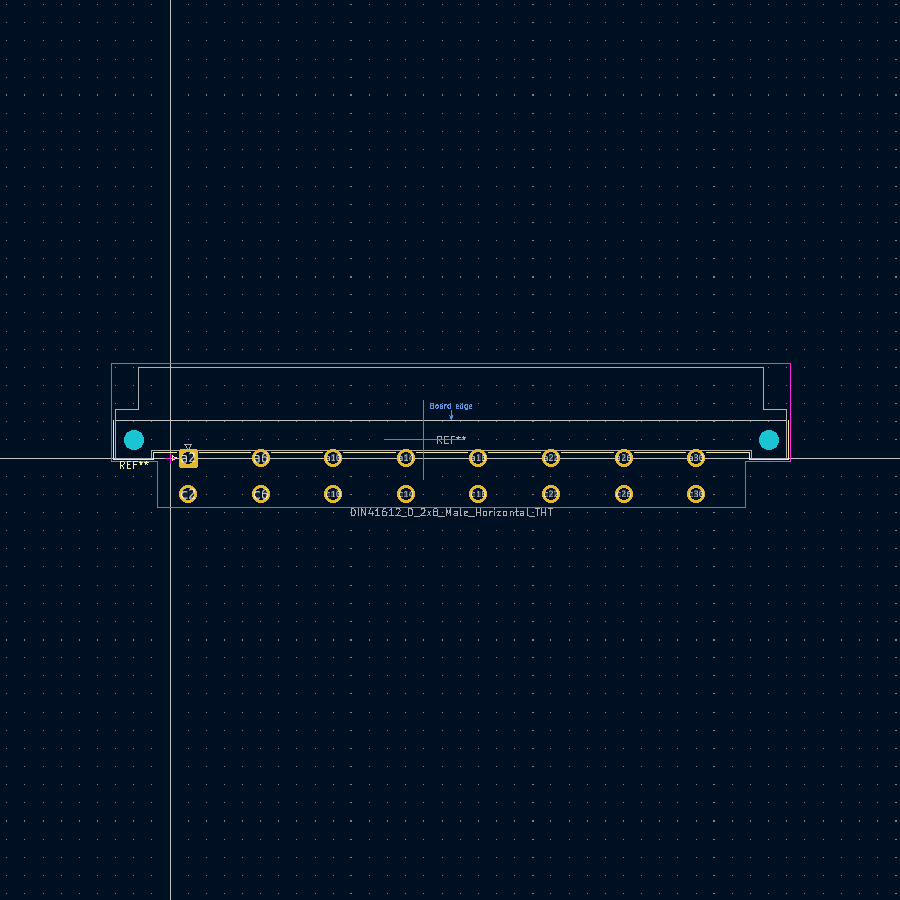 Board edge
REF**
a2 a6 a10 a14 a18 a22 a26 a30
REF**
c2 c6 c10 c14 c18 c22 c26 c30
DIN41612_D_2x8_Male_Horizontal_THT